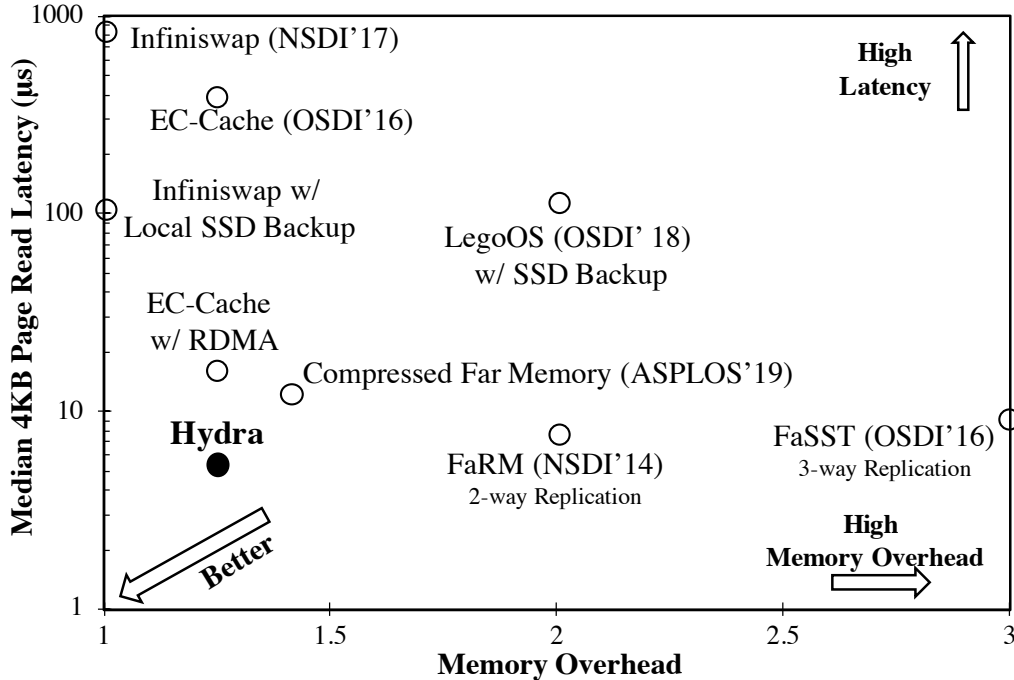 Median 4KB Page Read Latency (µs)
1000
100
10
1
Infiniswap (NSDI’17)
High
Latency
EC-Cache (OSDI’16)
Infiniswap w/
Local SSD Backup
LegoOS (OSDI’ 18)
w/ SSD Backup
EC-Cache
w/ RDMA
Compressed Far Memory (ASPLOS’19)
Hydra
FaRM (NSDI’14)
2-way Replication
FaSST (OSDI’16)
3-way Replication
Better
High
Memory Overhead
1
1.5
2
2.5
3
Memory Overhead